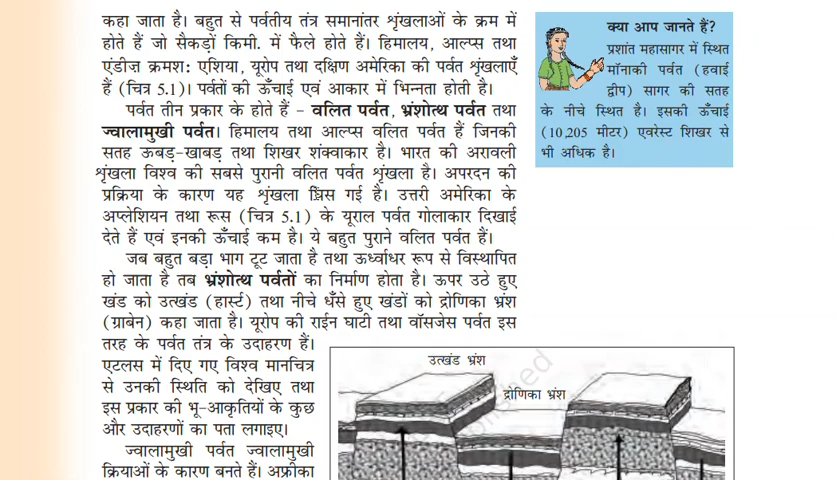 कहा जाता है। बहुत से पर्वतीय तंत्र समानांतर शृंखलाओं के क्रम में
होते हैं जो सैकड़ों किमी. में फैले होते हैं। हिमालय, आल्प्स तथा
एंडीज़ क्रमश: एशिया, यूरोप तथा दक्षिण अमेरिका की पर्वत शृंखलाएँ
हैं (चित्र 5.1)। पर्वतों की ऊँचाई एवं आकार में भिन्नता होती है।
पर्वत तीन प्रकार के होते हैं - वलित पर्वत, भ्रंशोत्थ पर्वत तथा
ज्वालामुखी पर्वत। हिमालय तथा आल्प्स वलित पर्वत हैं जिनकी
सतह ऊबड़-खाबड़ तथा शिखर शंक्वाकार है। भारत की अरावली
शृंखला विश्व की सबसे पुरानी वलित पर्वत शृंखला है। अपरदन की
प्रक्रिया के कारण यह शृंखला घिस गई है। उत्तरी अमेरिका के
अप्लेशियन तथा रूस (चित्र 5.1) के यूराल पर्वत गोलाकार दिखाई
देते हैं एवं इनकी ऊँचाई कम है। ये बहुत पुराने वलित पर्वत हैं।
जब बहुत बड़ा भाग टूट जाता है तथा ऊर्ध्वाधर रूप से विस्थापित
हो जाता है तब भ्रंशोत्थ पर्वतों का निर्माण होता है। ऊपर उठे हुए
खंड को उत्खंड (हार्स्ट) तथा नीचे धँसे हुए खंडों को द्रोणिका भ्रंश
(ग्राबेन) कहा जाता है। यूरोप की राईन घाटी तथा वॉसजेस पर्वत इस
तरह के पर्वत तंत्र के उदाहरण हैं।
एटलस में दिए गए विश्व मानचित्र
से उनकी स्थिति को देखिए तथा
इस प्रकार की भू-आकृतियों के कुछ
और उदाहरणों का पता लगाइए।
ज्वालामुखी पर्वत ज्वालामुखी
क्रियाओं के कारण बनते हैं। अफ्रीका
क्या आप जानते हैं?
प्रशांत महासागर में स्थित
मॉनाकी पर्वत (हवाई
द्वीप) सागर की सतह
के नीचे स्थित है। इसकी ऊँचाई
(10,205 मीटर) एवरेस्ट शिखर से
भी अधिक है।
उत्खंड भ्रंश
द्रोणिका भ्रंश